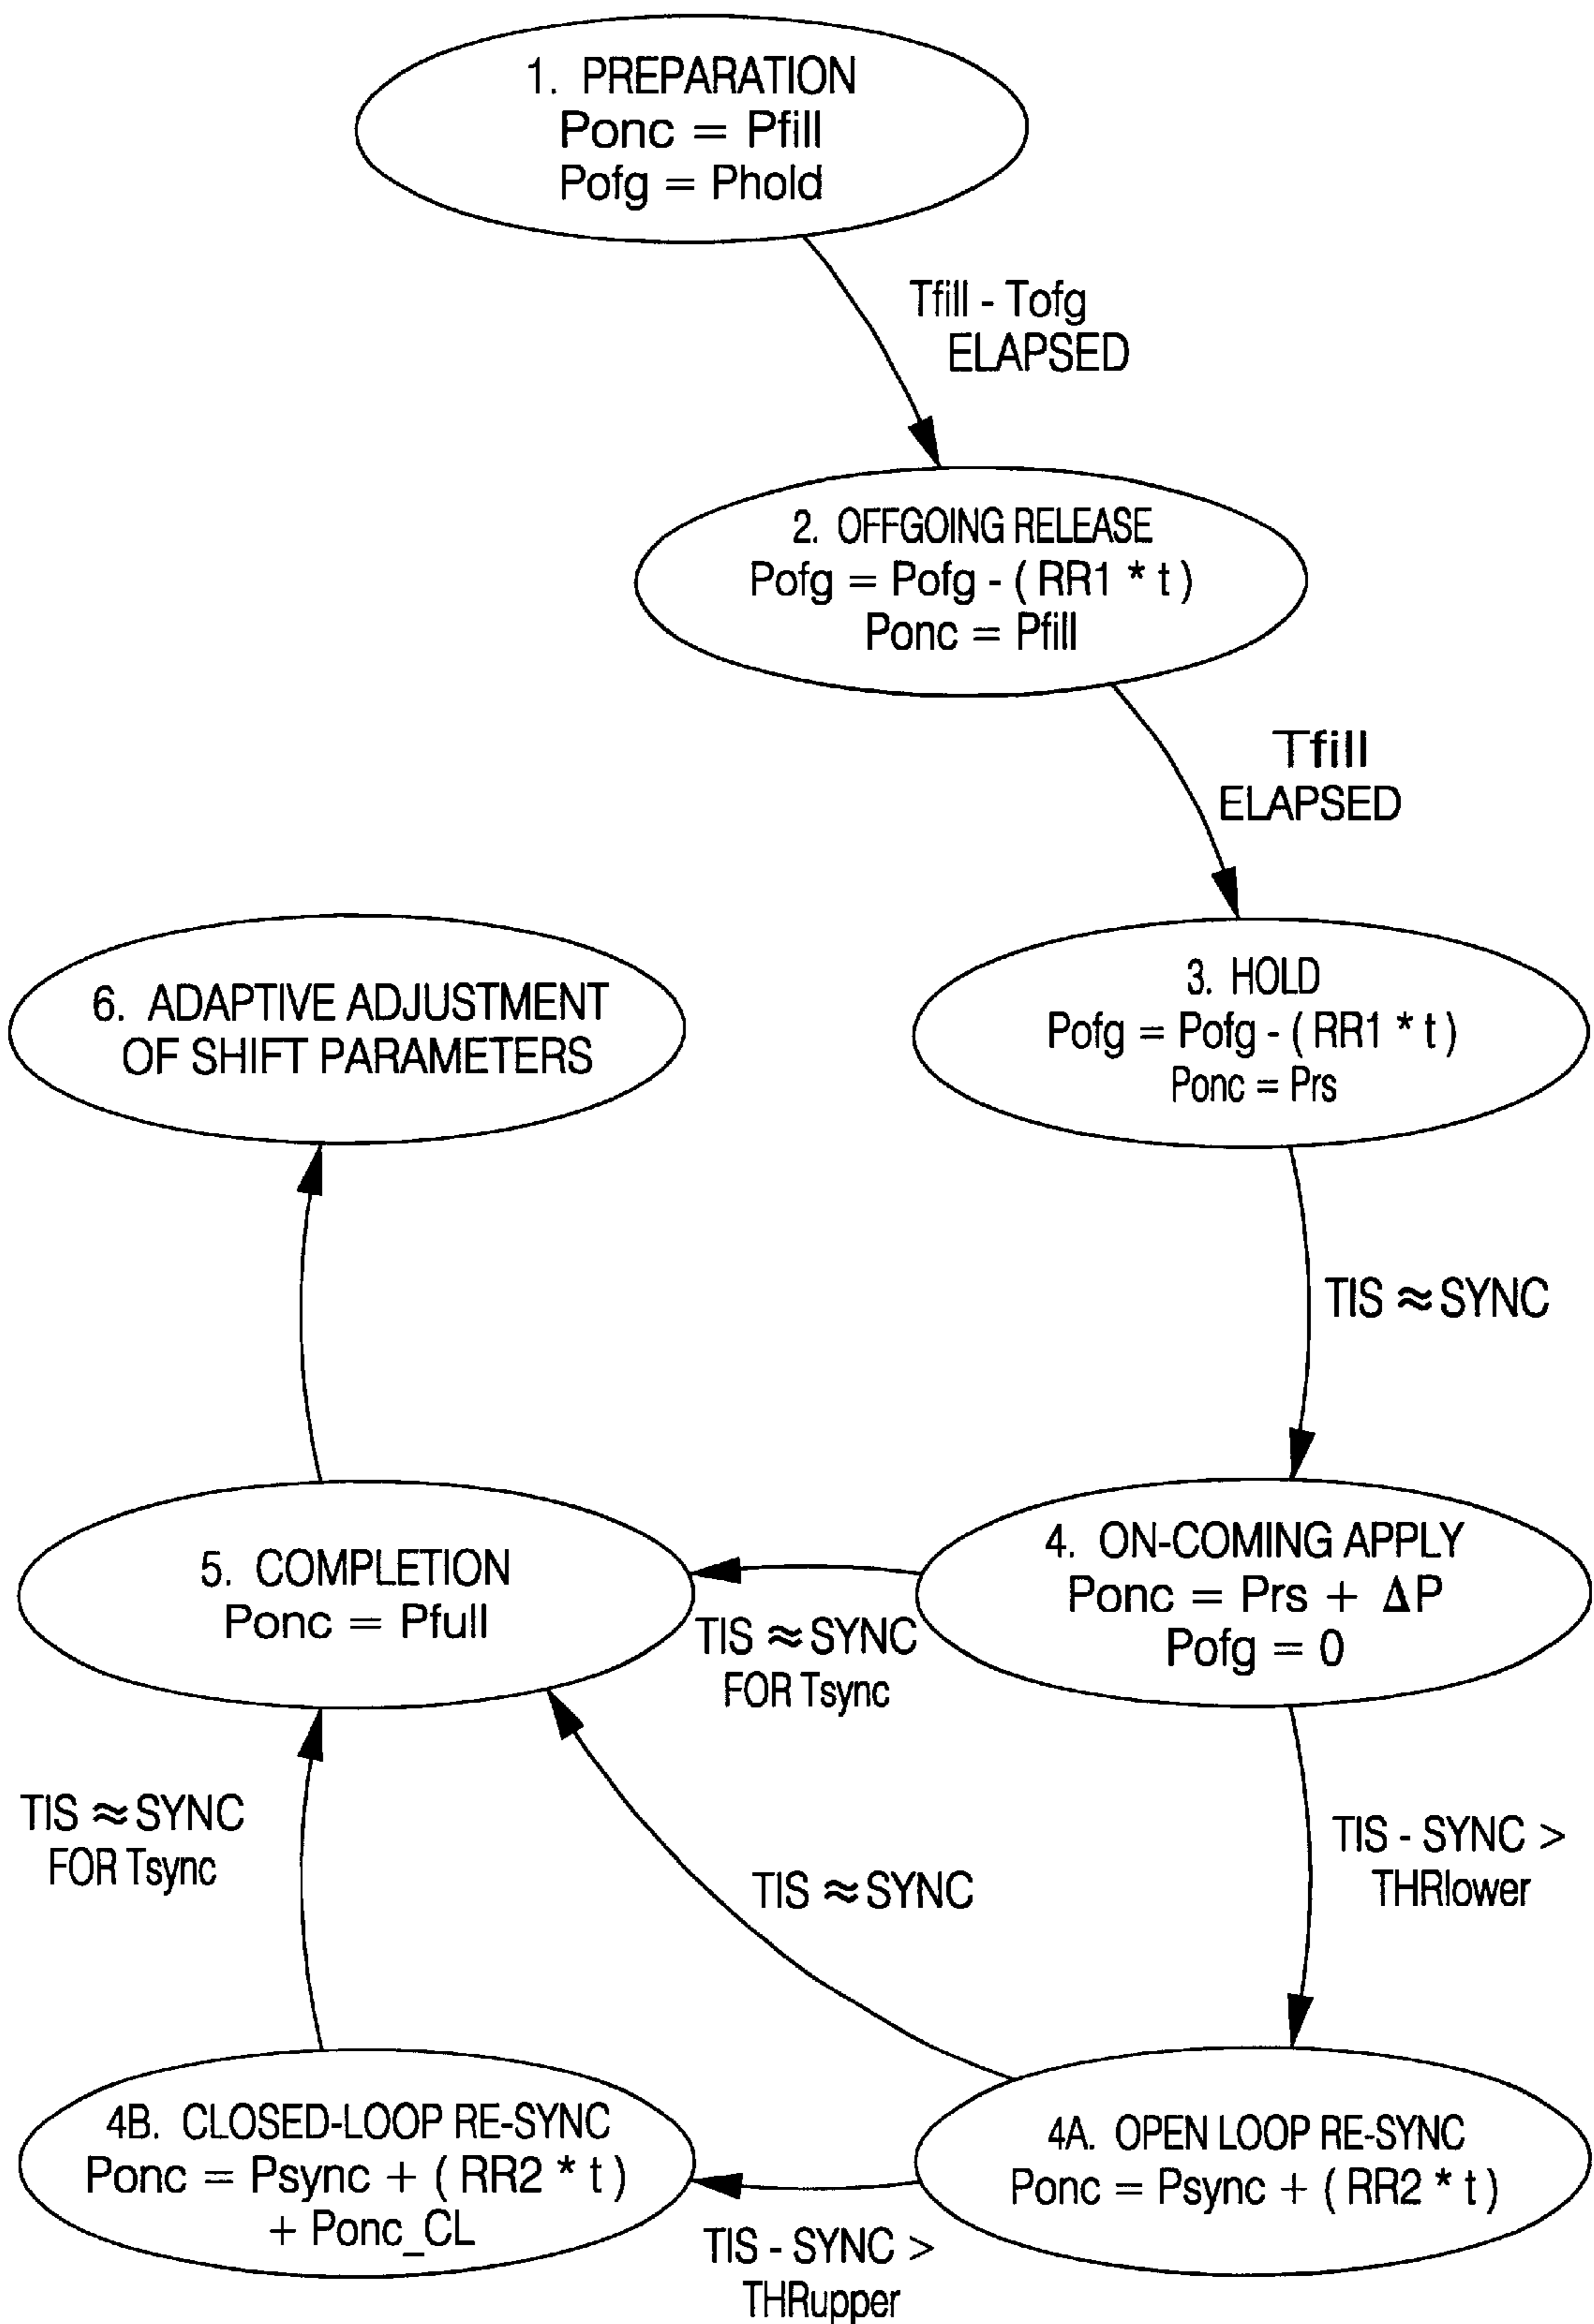 1. PREPARATION
Ponc = Pfill
Pofg = Phold
Tfill - Tofg
ELAPSED
2. OFFGOING RELEASE
Pofg = Pofg - ( RR1 * t )
Ponc = Pfill
Tfill
ELAPSED
3. HOLD
Pofg = Pofg - ( RR1 * t )
Ponc = Prs
6. ADAPTIVE ADJUSTMENT
OF SHIFT PARAMETERS
TIS ≈ SYNC
4. ON-COMING APPLY
Ponc = Prs + ΔP
Pofg = 0
5. COMPLETION
Ponc = Pfull
TIS ≈ SYNC
FOR Tsync
TIS ≈ SYNC
FOR Tsync
TIS ≈ SYNC
TIS - SYNC >
THRlower
4B. CLOSED-LOOP RE-SYNC
Ponc = Psync + ( RR2 * t )
+ Ponc_CL
4A. OPEN LOOP RE-SYNC
Ponc = Psync + ( RR2 * t )
TIS - SYNC >
THRupper